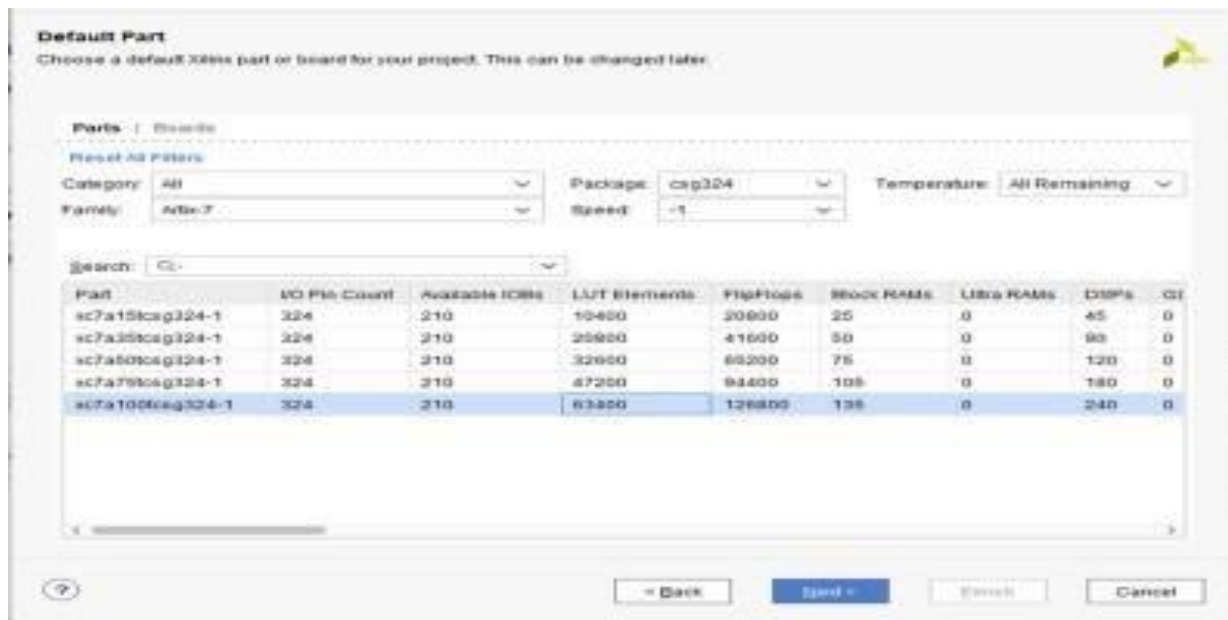 Default Part
Choose a default Xilinx part or board for your project. This can be changed later.
Parts | Boards
Reset All Filters
Category: All Package: csg324 Temperature: All Remaining
Family: Artix-7 Speed: -1
Search: Q-
Part I/O Pin Count Available IOBs LUT Elements FlipFlops Block RAMs Ultra RAMs DSPs
xc7a15tcsg324-1 324 210 10400 20800 25 0 45 0
xc7a35tcsg324-1 324 210 20800 41600 50 0 90 0
xc7a50tcsg324-1 324 210 32600 65200 75 0 120 0
xc7a75tcsg324-1 324 210 47200 94400 105 0 180 0
xc7a100tcsg324-1 324 210 63400 126800 135 0 240 0
?
< Back Next > Finish Cancel